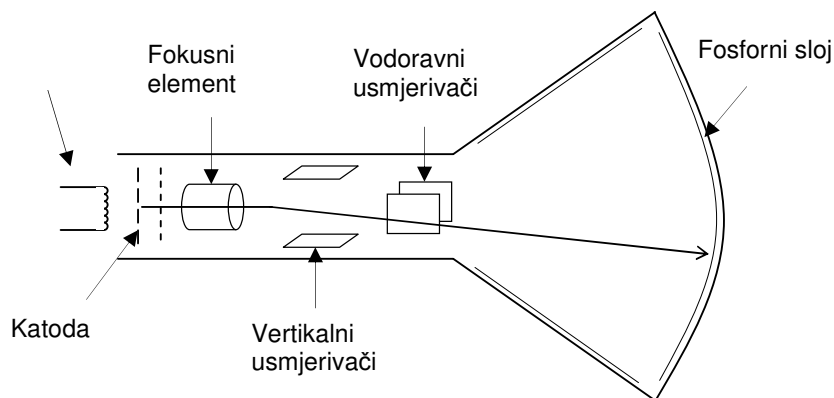 Fokusni
element
Vodoravni
usmjerivači
Fosforni sloj
Katoda
Vertikalni
usmjerivači